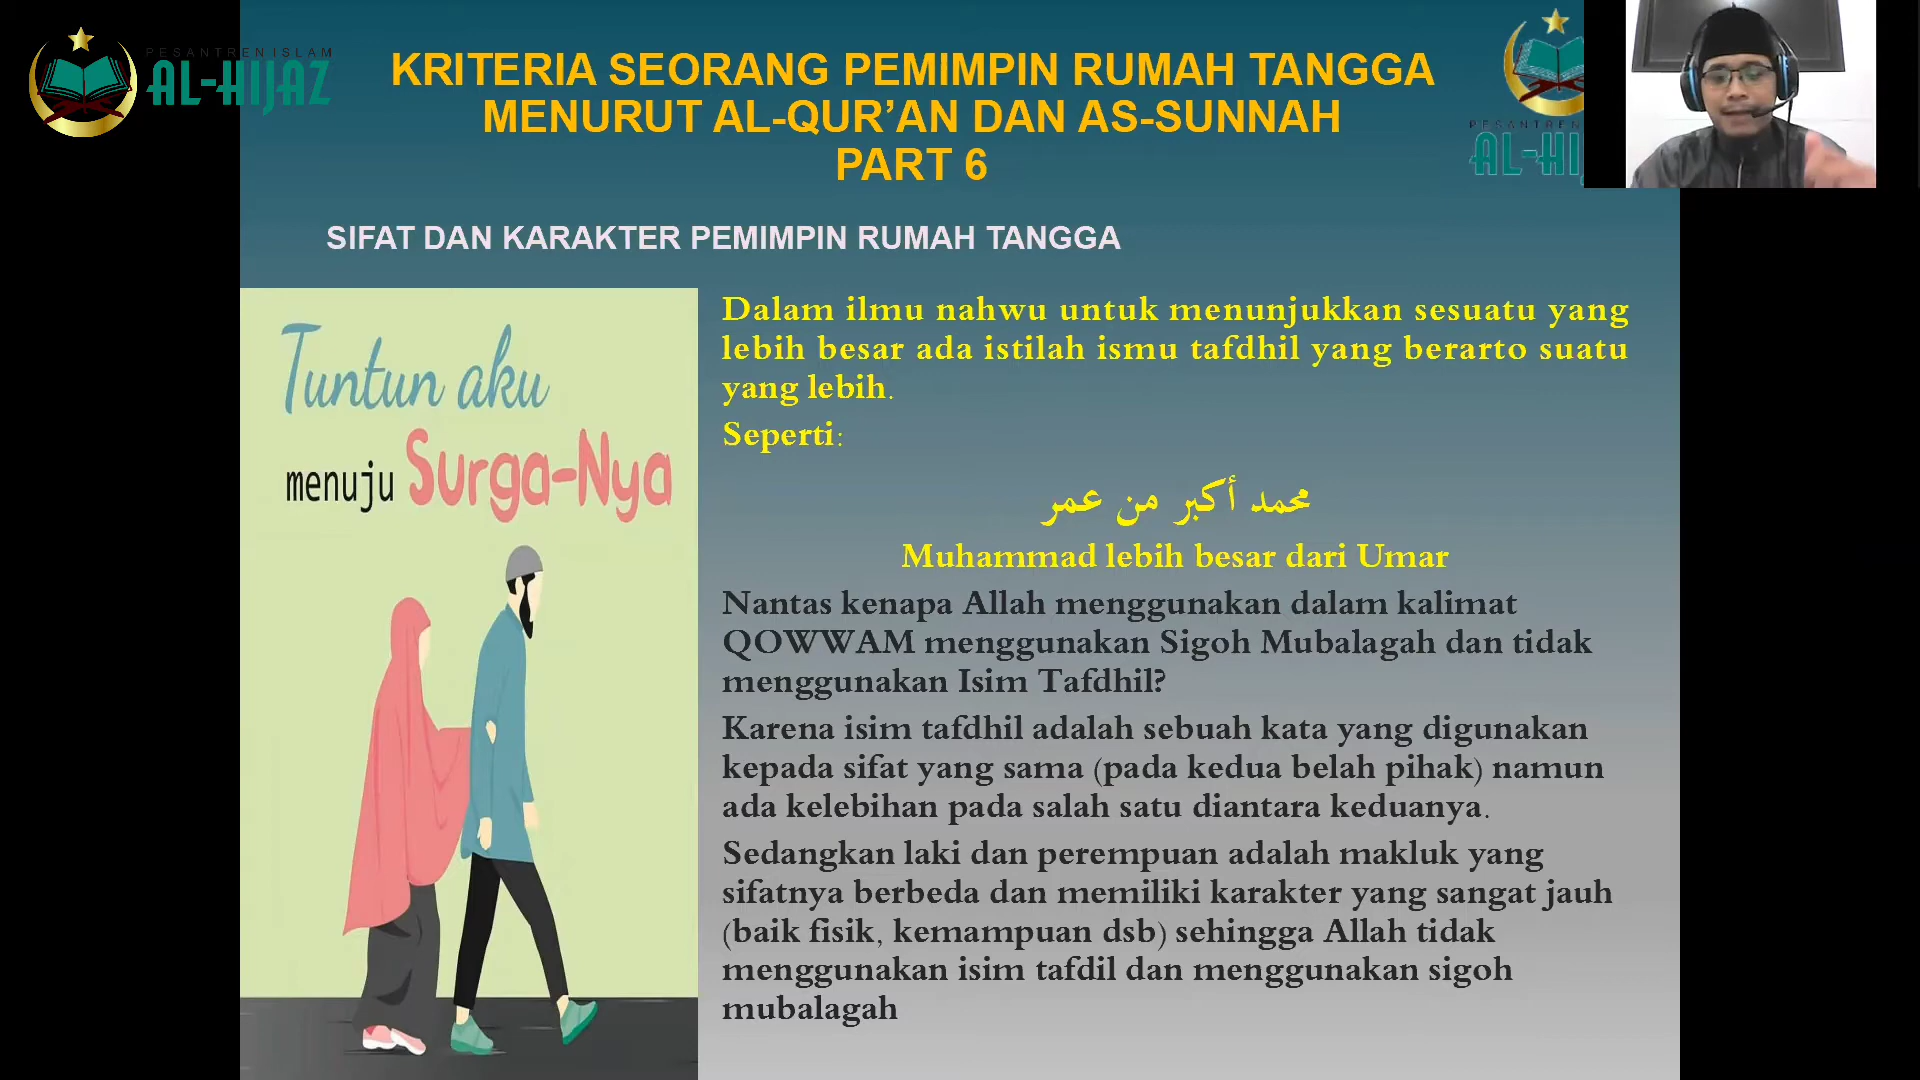 PESANTREN ISLAM
AL-HIJAZ
KRITERIA SEORANG PEMIMPIN RUMAH TANGGA
MENURUT AL-QUR’AN DAN AS-SUNNAH
PART 6
PESANTREN
AL-HI
SIFAT DAN KARAKTER PEMIMPIN RUMAH TANGGA
Tuntun aku
menuju Surga-Nya
Dalam ilmu nahwu untuk menunjukkan sesuatu yang
lebih besar ada istilah ismu tafdhil yang berarto suatu
yang lebih.
Seperti:
محمد أكبر من عمر
Muhammad lebih besar dari Umar
Nantas kenapa Allah menggunakan dalam kalimat
QOWWAM menggunakan Sigoh Mubalagah dan tidak
menggunakan Isim Tafdhil?
Karena isim tafdhil adalah sebuah kata yang digunakan
kepada sifat yang sama (pada kedua belah pihak) namun
ada kelebihan pada salah satu diantara keduanya.
Sedangkan laki dan perempuan adalah makluk yang
sifatnya berbeda dan memiliki karakter yang sangat jauh
(baik fisik, kemampuan dsb) sehingga Allah tidak
menggunakan isim tafdil dan menggunakan sigoh
mubalagah